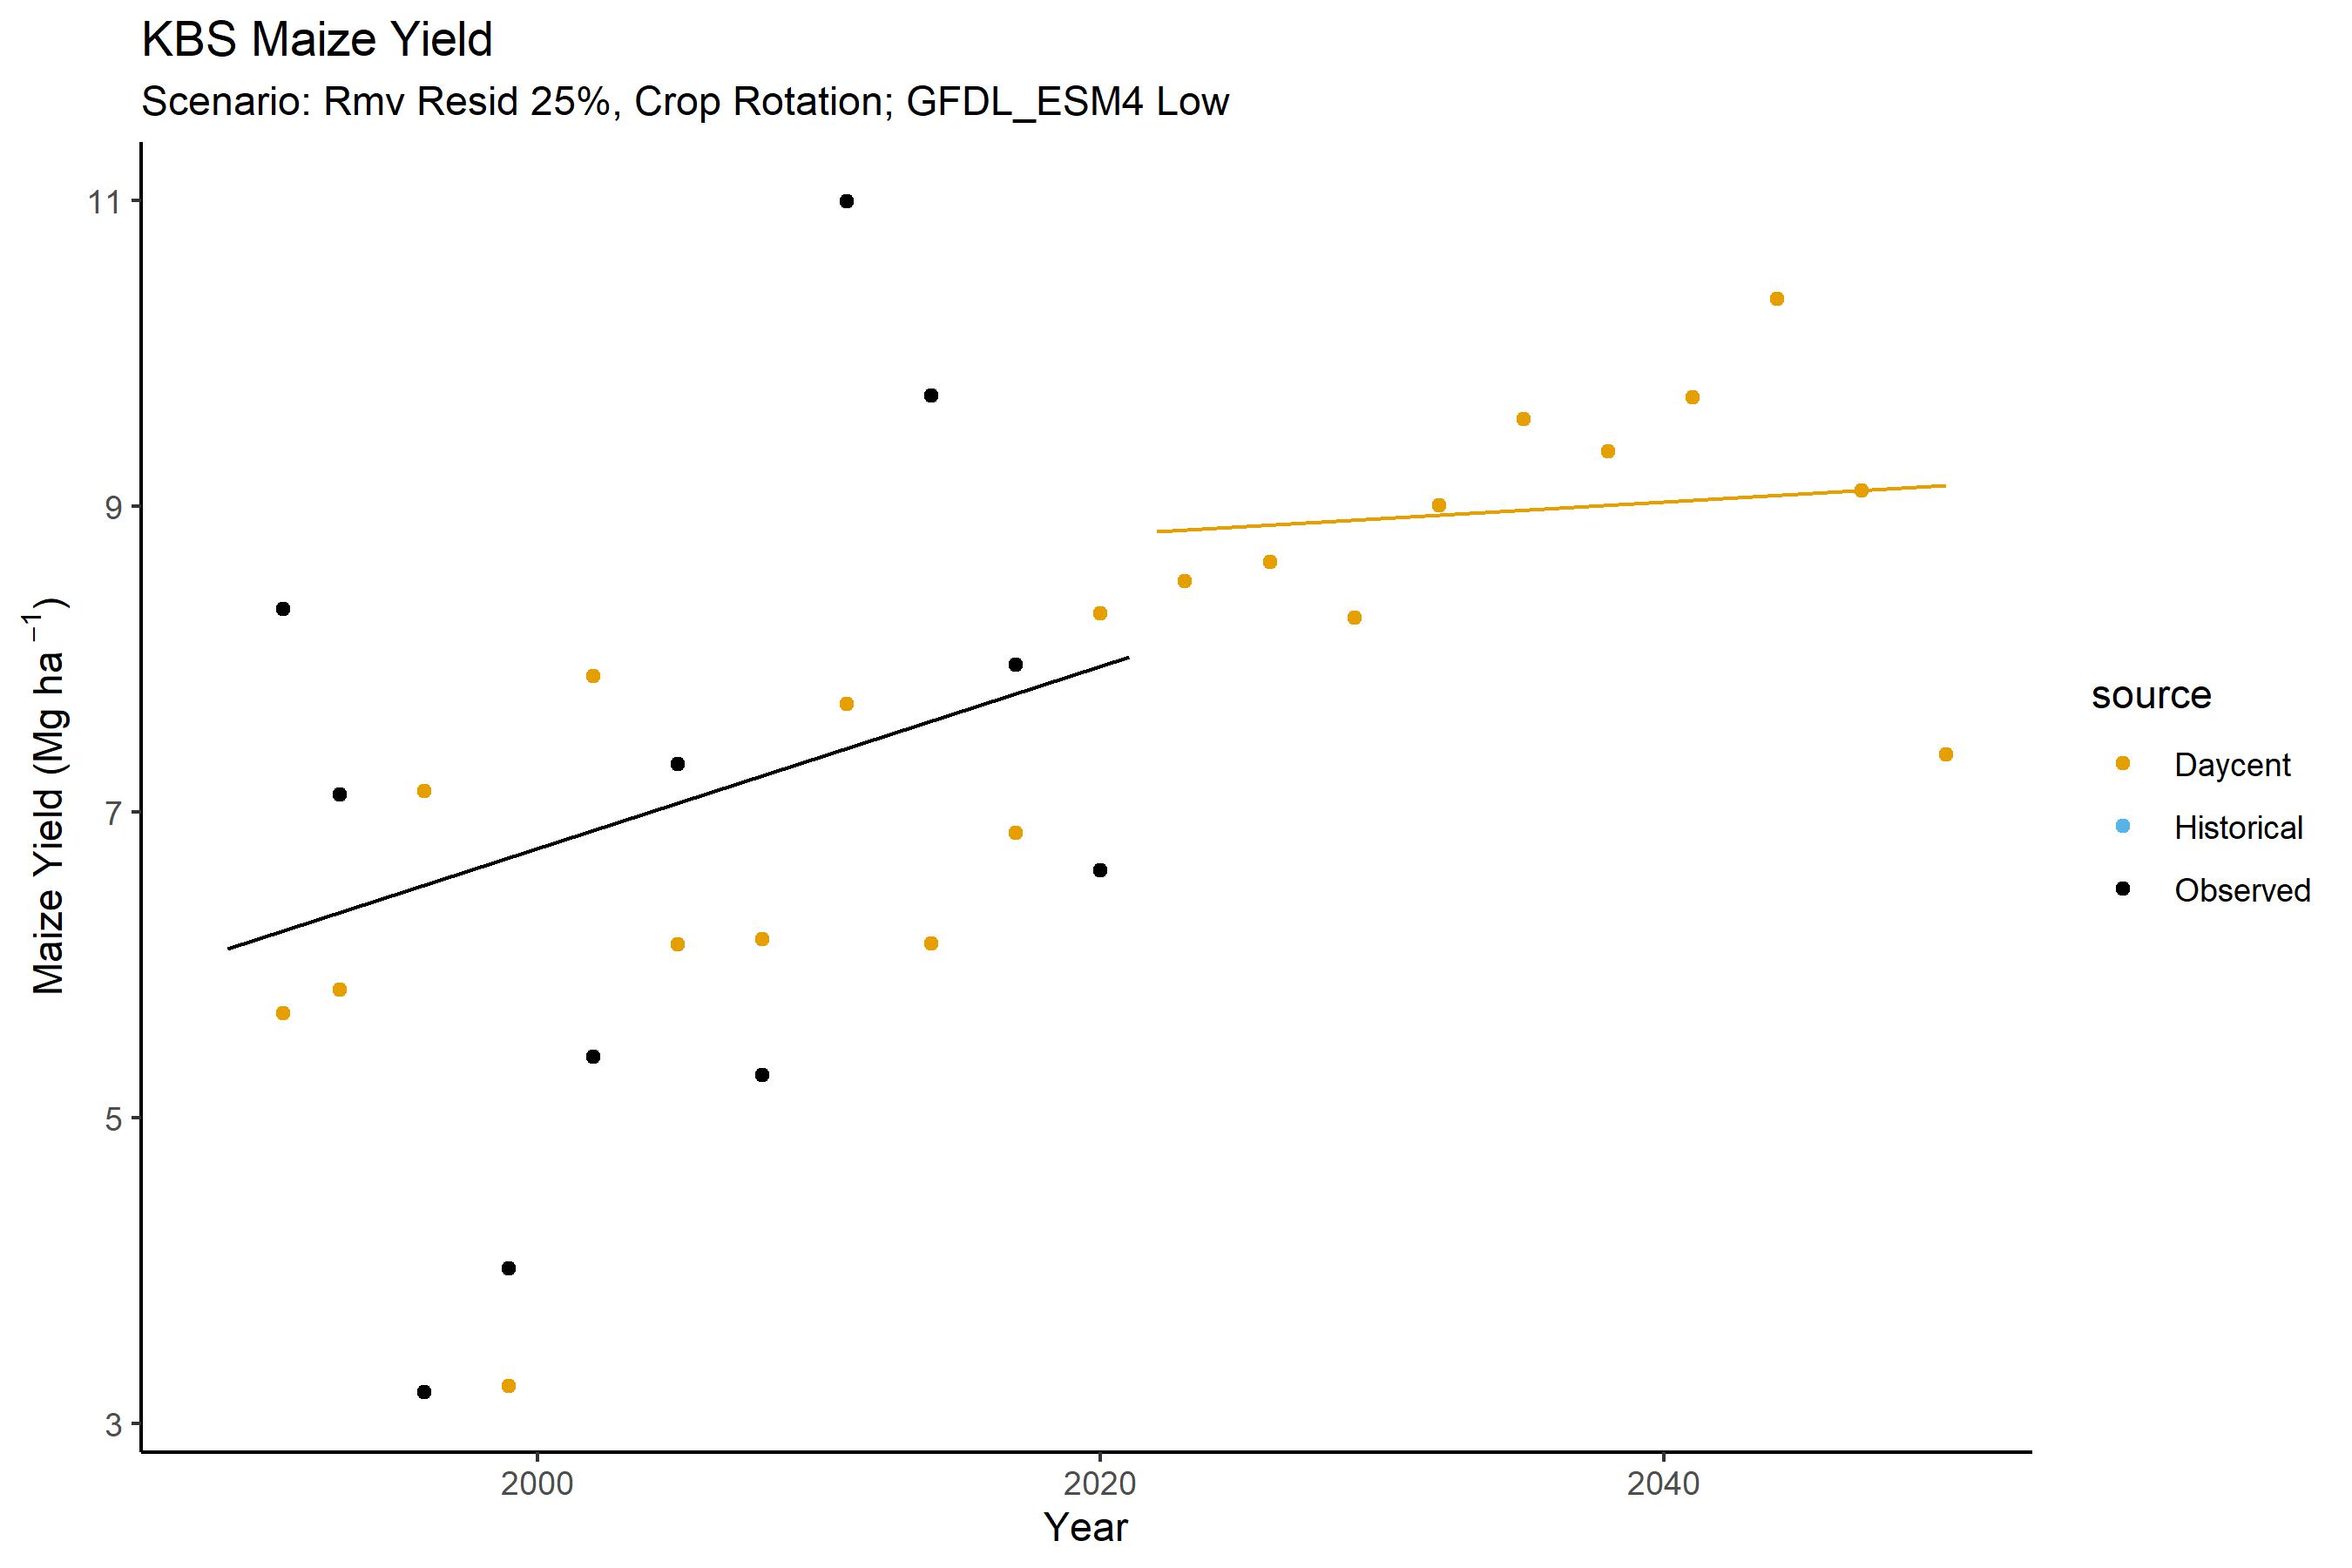 KBS Maize Yield
Scenario: Rmv Resid 25%, Crop Rotation; GFDL_ESM4 Low
Maize Yield (Mg ha −1)
11
9
7
5
3
2000
2020
2040
Year
source
Daycent
Historical
Observed